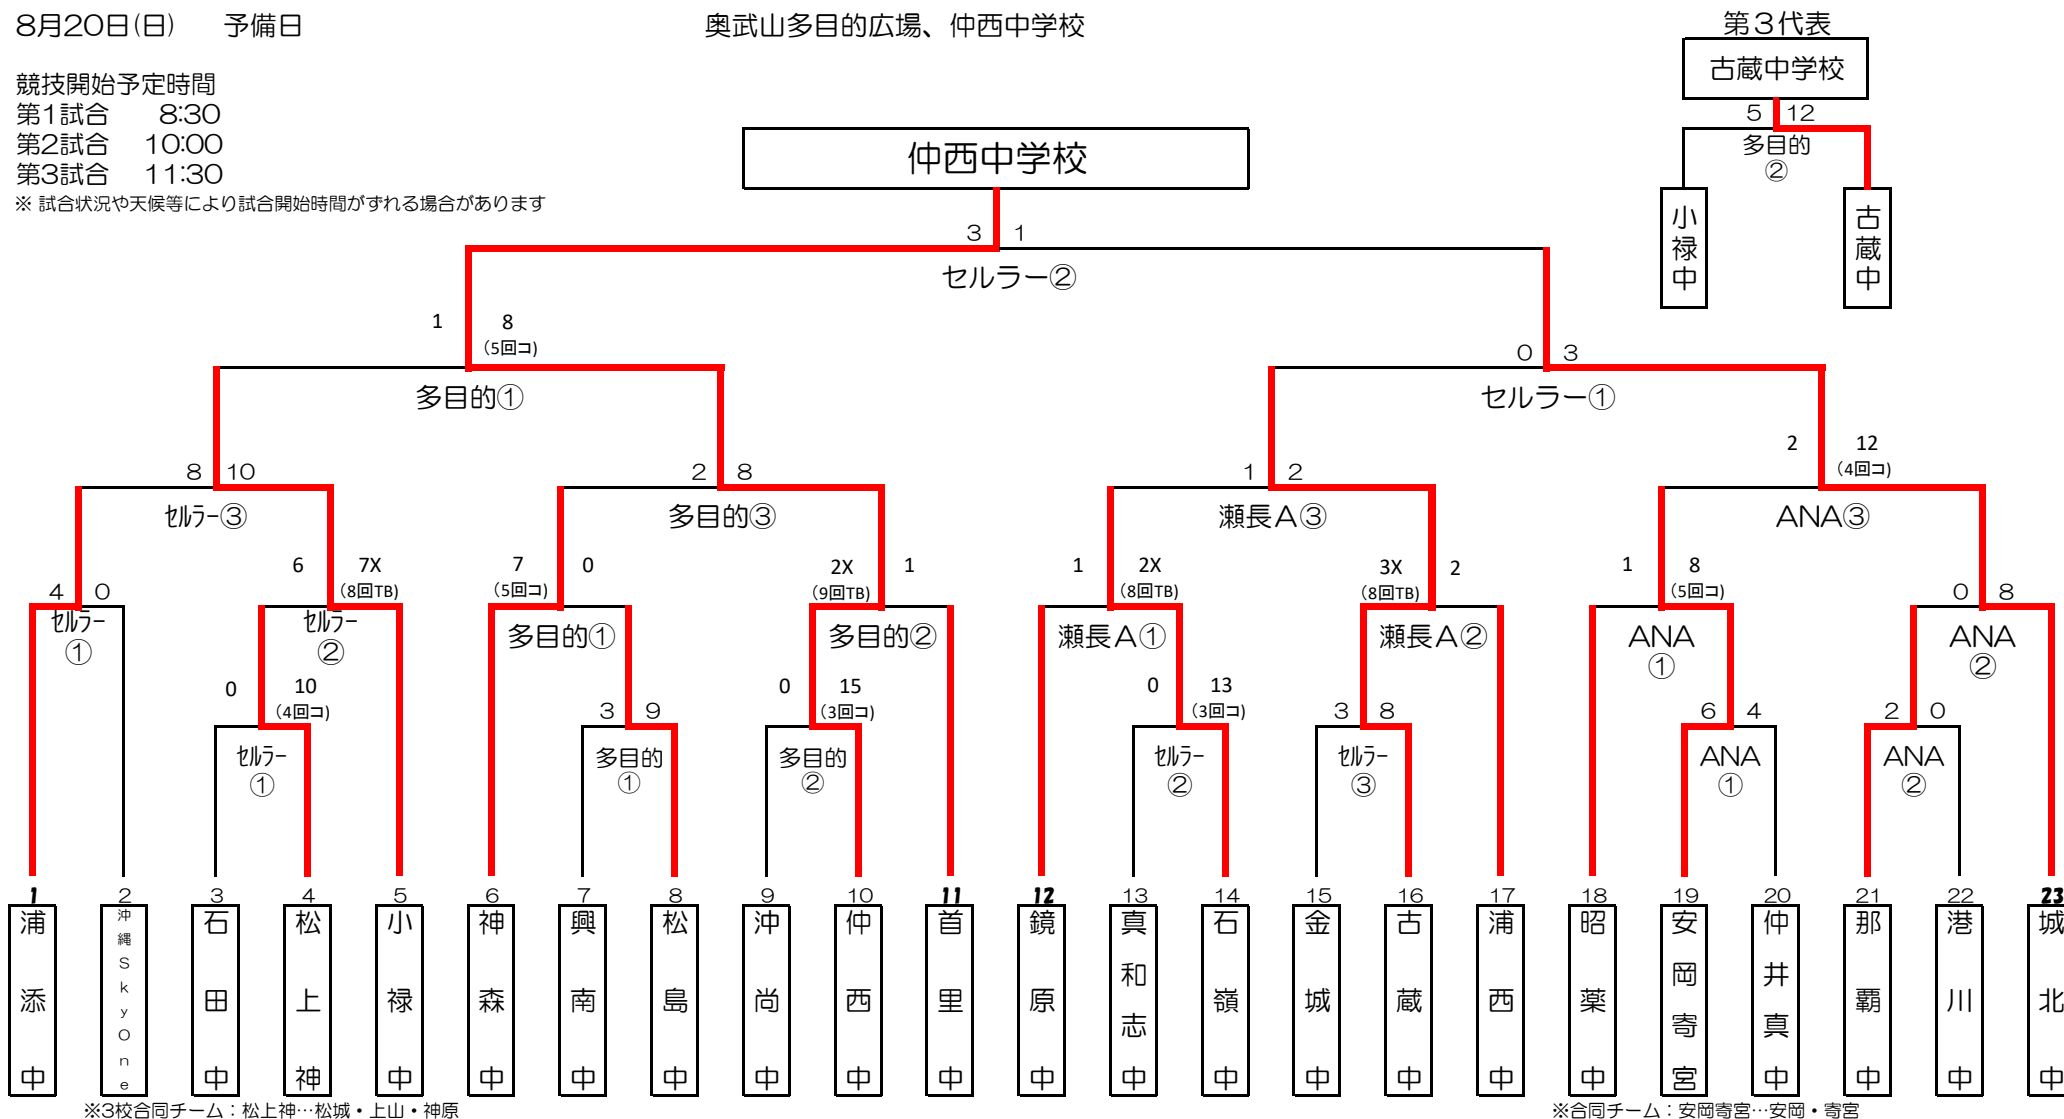 8月20日(日)　予備日
奥武山多目的広場、仲西中学校
第3代表
古蔵中学校
5 12
多目的
②
小禄中
古蔵中
競技開始予定時間
第1試合 8:30
第2試合 10:00
第3試合 11:30
※ 試合状況や天候等により試合開始時間がずれる場合があります
仲西中学校
3 1
セルラー②
1 8
(5回コ)
多目的①
0 3
セルラー①
8 10
セルラー③
2 8
多目的③
1 2
瀬長A③
2 12
(4回コ)
ANA③
4 0
セルラー
①
6 7X
(8回TB)
セルラー
②
7 0
(5回コ)
多目的①
2X 1
(9回TB)
多目的②
1 2X
(8回TB)
瀬長A①
3X 2
(8回TB)
瀬長A②
1 8
(5回コ)
ANA
①
0 8
ANA
②
0 10
(4回コ)
セルラー
①
3 9
多目的
①
0 15
(3回コ)
多目的
②
0 13
(3回コ)
セルラー
②
3 8
セルラー
③
6 4
ANA
①
2 0
ANA
②
1 浦添中
2 沖縄SkyOne
3 石田中
4 松上神
5 小禄中
6 神森中
7 興南中
8 松島中
9 沖尚中
10 仲西中
11 首里中
12 鏡原中
13 真和志中
14 石嶺中
15 金城中
16 古蔵中
17 浦西中
18 昭薬中
19 安岡寄宮
20 仲井真中
21 那覇中
22 港川中
23 城北中
※3校合同チーム：松上神…松城・上山・神原
※合同チーム：安岡寄宮…安岡・寄宮